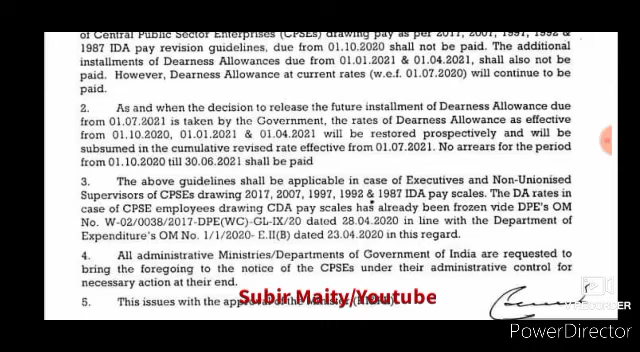 of Central Public Sector Enterprises (CPSEs) drawing pay as per 2017, 2007, 1997, 1992 &
1987 IDA pay revision guidelines, due from 01.10.2020 shall not be paid. The additional
installments of Dearness Allowances due from 01.01.2021 & 01.04.2021, shall also not be
paid. However, Dearness Allowance at current rates (w.e.f. 01.07.2020) will continue to be
paid.
2. As and when the decision to release the future installment of Dearness Allowance due
from 01.07.2021 is taken by the Government, the rates of Dearness Allowance as effective
from 01.10.2020, 01.01.2021 & 01.04.2021 will be restored prospectively and will be
subsumed in the cumulative revised rate effective from 01.07.2021. No arrears for the period
from 01.10.2020 till 30.06.2021 shall be paid
3. The above guidelines shall be applicable in case of Executives and Non-Unionised
Supervisors of CPSEs drawing 2017, 2007, 1997, 1992 & 1987 IDA pay scales. The DA rates in
case of CPSE employees drawing CDA pay scales has already been frozen vide DPE's OM
No. W-02/0038/2017-DPE(WC)-GL-IX/20 dated 28.04.2020 in line with the Department of
Expenditure's OM No. 1/1/2020- E.II(B) dated 23.04.2020 in this regard.
4. All administrative Ministries/Departments of Government of India are requested to
bring the foregoing to the notice of the CPSEs under their administrative control for
necessary action at their end.
5. This issues with the approval of the
Subir Maity/Youtube
RECORDER
PowerDirector